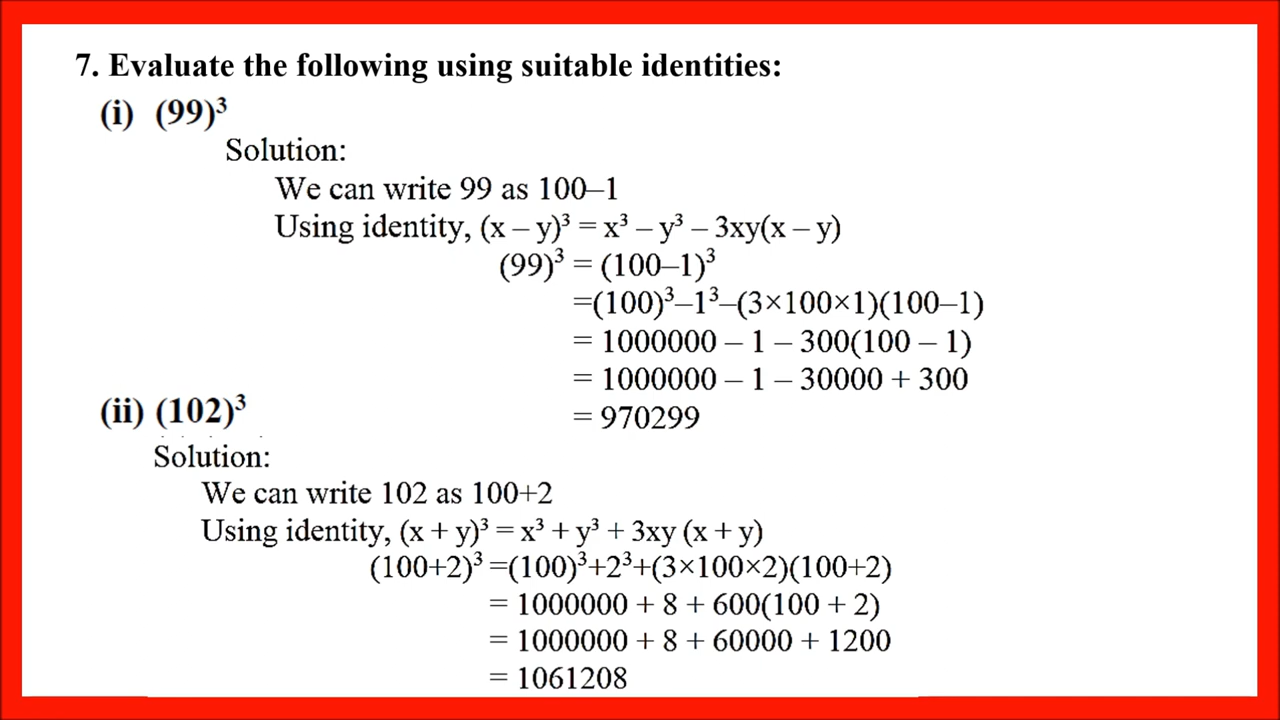 7. Evaluate the following using suitable identities:
(i) (99)³
Solution:
We can write 99 as 100–1
Using identity, (x – y)³ = x³ – y³ – 3xy(x – y)
(99)³ = (100–1)³
=(100)³–1³–(3×100×1)(100–1)
= 1000000 – 1 – 300(100 – 1)
= 1000000 – 1 – 30000 + 300
= 970299
(ii) (102)³
Solution:
We can write 102 as 100+2
Using identity, (x + y)³ = x³ + y³ + 3xy (x + y)
(100+2)³ =(100)³+2³+(3×100×2)(100+2)
= 1000000 + 8 + 600(100 + 2)
= 1000000 + 8 + 60000 + 1200
= 1061208